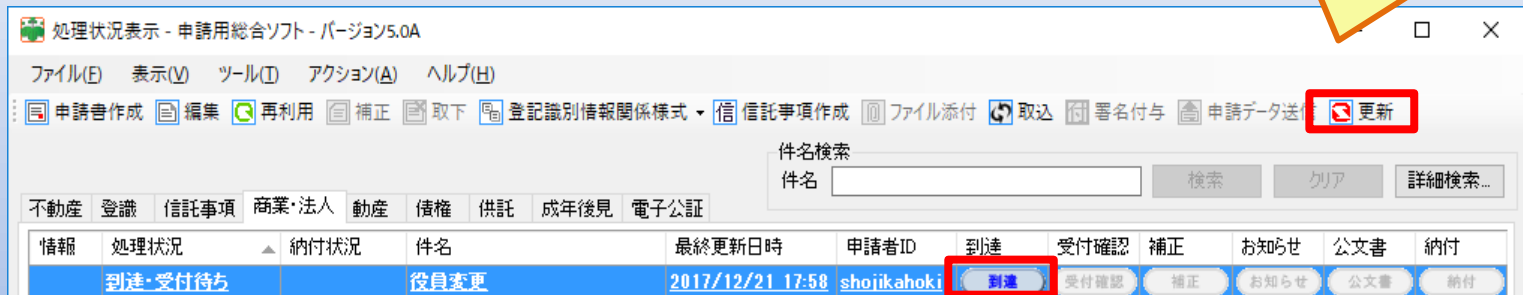 処理状況表示 - 申請用総合ソフト - バージョン5.0A
ファイル(F) 表示(V) ツール(T) アクション(A) ヘルプ(H)
申請書作成 編集 再利用 補正 取下 登記識別情報関係様式 信 信託事項作成 ファイル添付 取込 付 署名付与 申請データ送信 更新
件名検索
件名 検索 クリア 詳細検索...
不動産 登識 信託事項 商業・法人 動産 債権 供託 成年後見 電子公証
情報 処理状況 納付状況 件名 最終更新日時 申請者ID 到達 受付確認 補正 お知らせ 公文書 納付
到達・受付待ち 役員変更 2017/12/21 17:58 shojikahoki 到達 受付確認 補正 お知らせ 公文書 納付